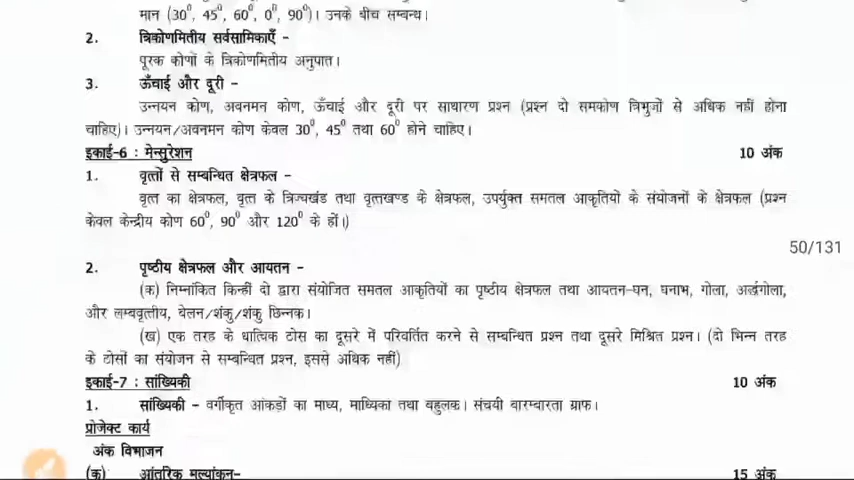 मान (30⁰, 45⁰, 60⁰, 0⁰, 90⁰)। उनके बीच सम्बन्ध।
2. त्रिकोणमितीय सर्वसामिकाएँ -
पूरक कोणों के त्रिकोणमितीय अनुपात।
3. ऊँचाई और दूरी -
उन्नयन कोण, अवनमन कोण, ऊँचाई और दूरी पर साधारण प्रश्न (प्रश्न दो समकोण त्रिभुजों से अधिक नहीं होना
चाहिए)। उन्नयन/अवनमन कोण केवल 30⁰, 45⁰ तथा 60⁰ होने चाहिए।
इकाई-6 : मेन्सुरेशन 10 अंक
1. वृत्तों से सम्बन्धित क्षेत्रफल -
वृत्त का क्षेत्रफल, वृत्त के त्रिज्यखंड तथा वृत्तखण्ड के क्षेत्रफल, उपर्युक्त समतल आकृतियों के संयोजनों के क्षेत्रफल (प्रश्न
केवल केन्द्रीय कोण 60⁰, 90⁰ और 120⁰ के हों।)
50/131
2. पृष्ठीय क्षेत्रफल और आयतन -
(क) निम्नांकित किन्हीं दो द्वारा संयोजित समतल आकृतियों का पृष्ठीय क्षेत्रफल तथा आयतन-घन, घनाभ, गोला, अर्द्धगोला,
और लम्बवृत्तीय, बेलन/शंकु/शंकु छिन्नक।
(ख) एक तरह के धात्विक ठोस का दूसरे में परिवर्तित करने से सम्बन्धित प्रश्न तथा दूसरे मिश्रित प्रश्न। (दो भिन्न तरह
के ठोसों का संयोजन से सम्बन्धित प्रश्न, इससे अधिक नहीं)
इकाई-7 : सांख्यिकी 10 अंक
1. सांख्यिकी - वर्गीकृत आंकड़ों का माध्य, माध्यिका तथा बहुलक। संचयी बारम्बारता ग्राफ।
प्रोजेक्ट कार्य
अंक विभाजन
(क) आंतरिक मूल्यांकन- 15 अंक